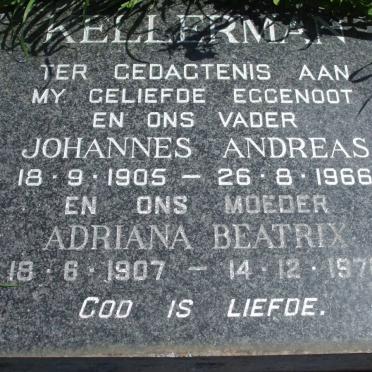 KELLERMAN
TER GEDAGTENIS AAN
MY GELIEFDE EGGENOOT
EN ONS VADER
JOHANNES ANDREAS
18·9·1905 – 26·8·1966
EN ONS MOEDER
ADRIANA BEATRIX
18·6·1907 – 14·12·
GOD IS LIEFDE.